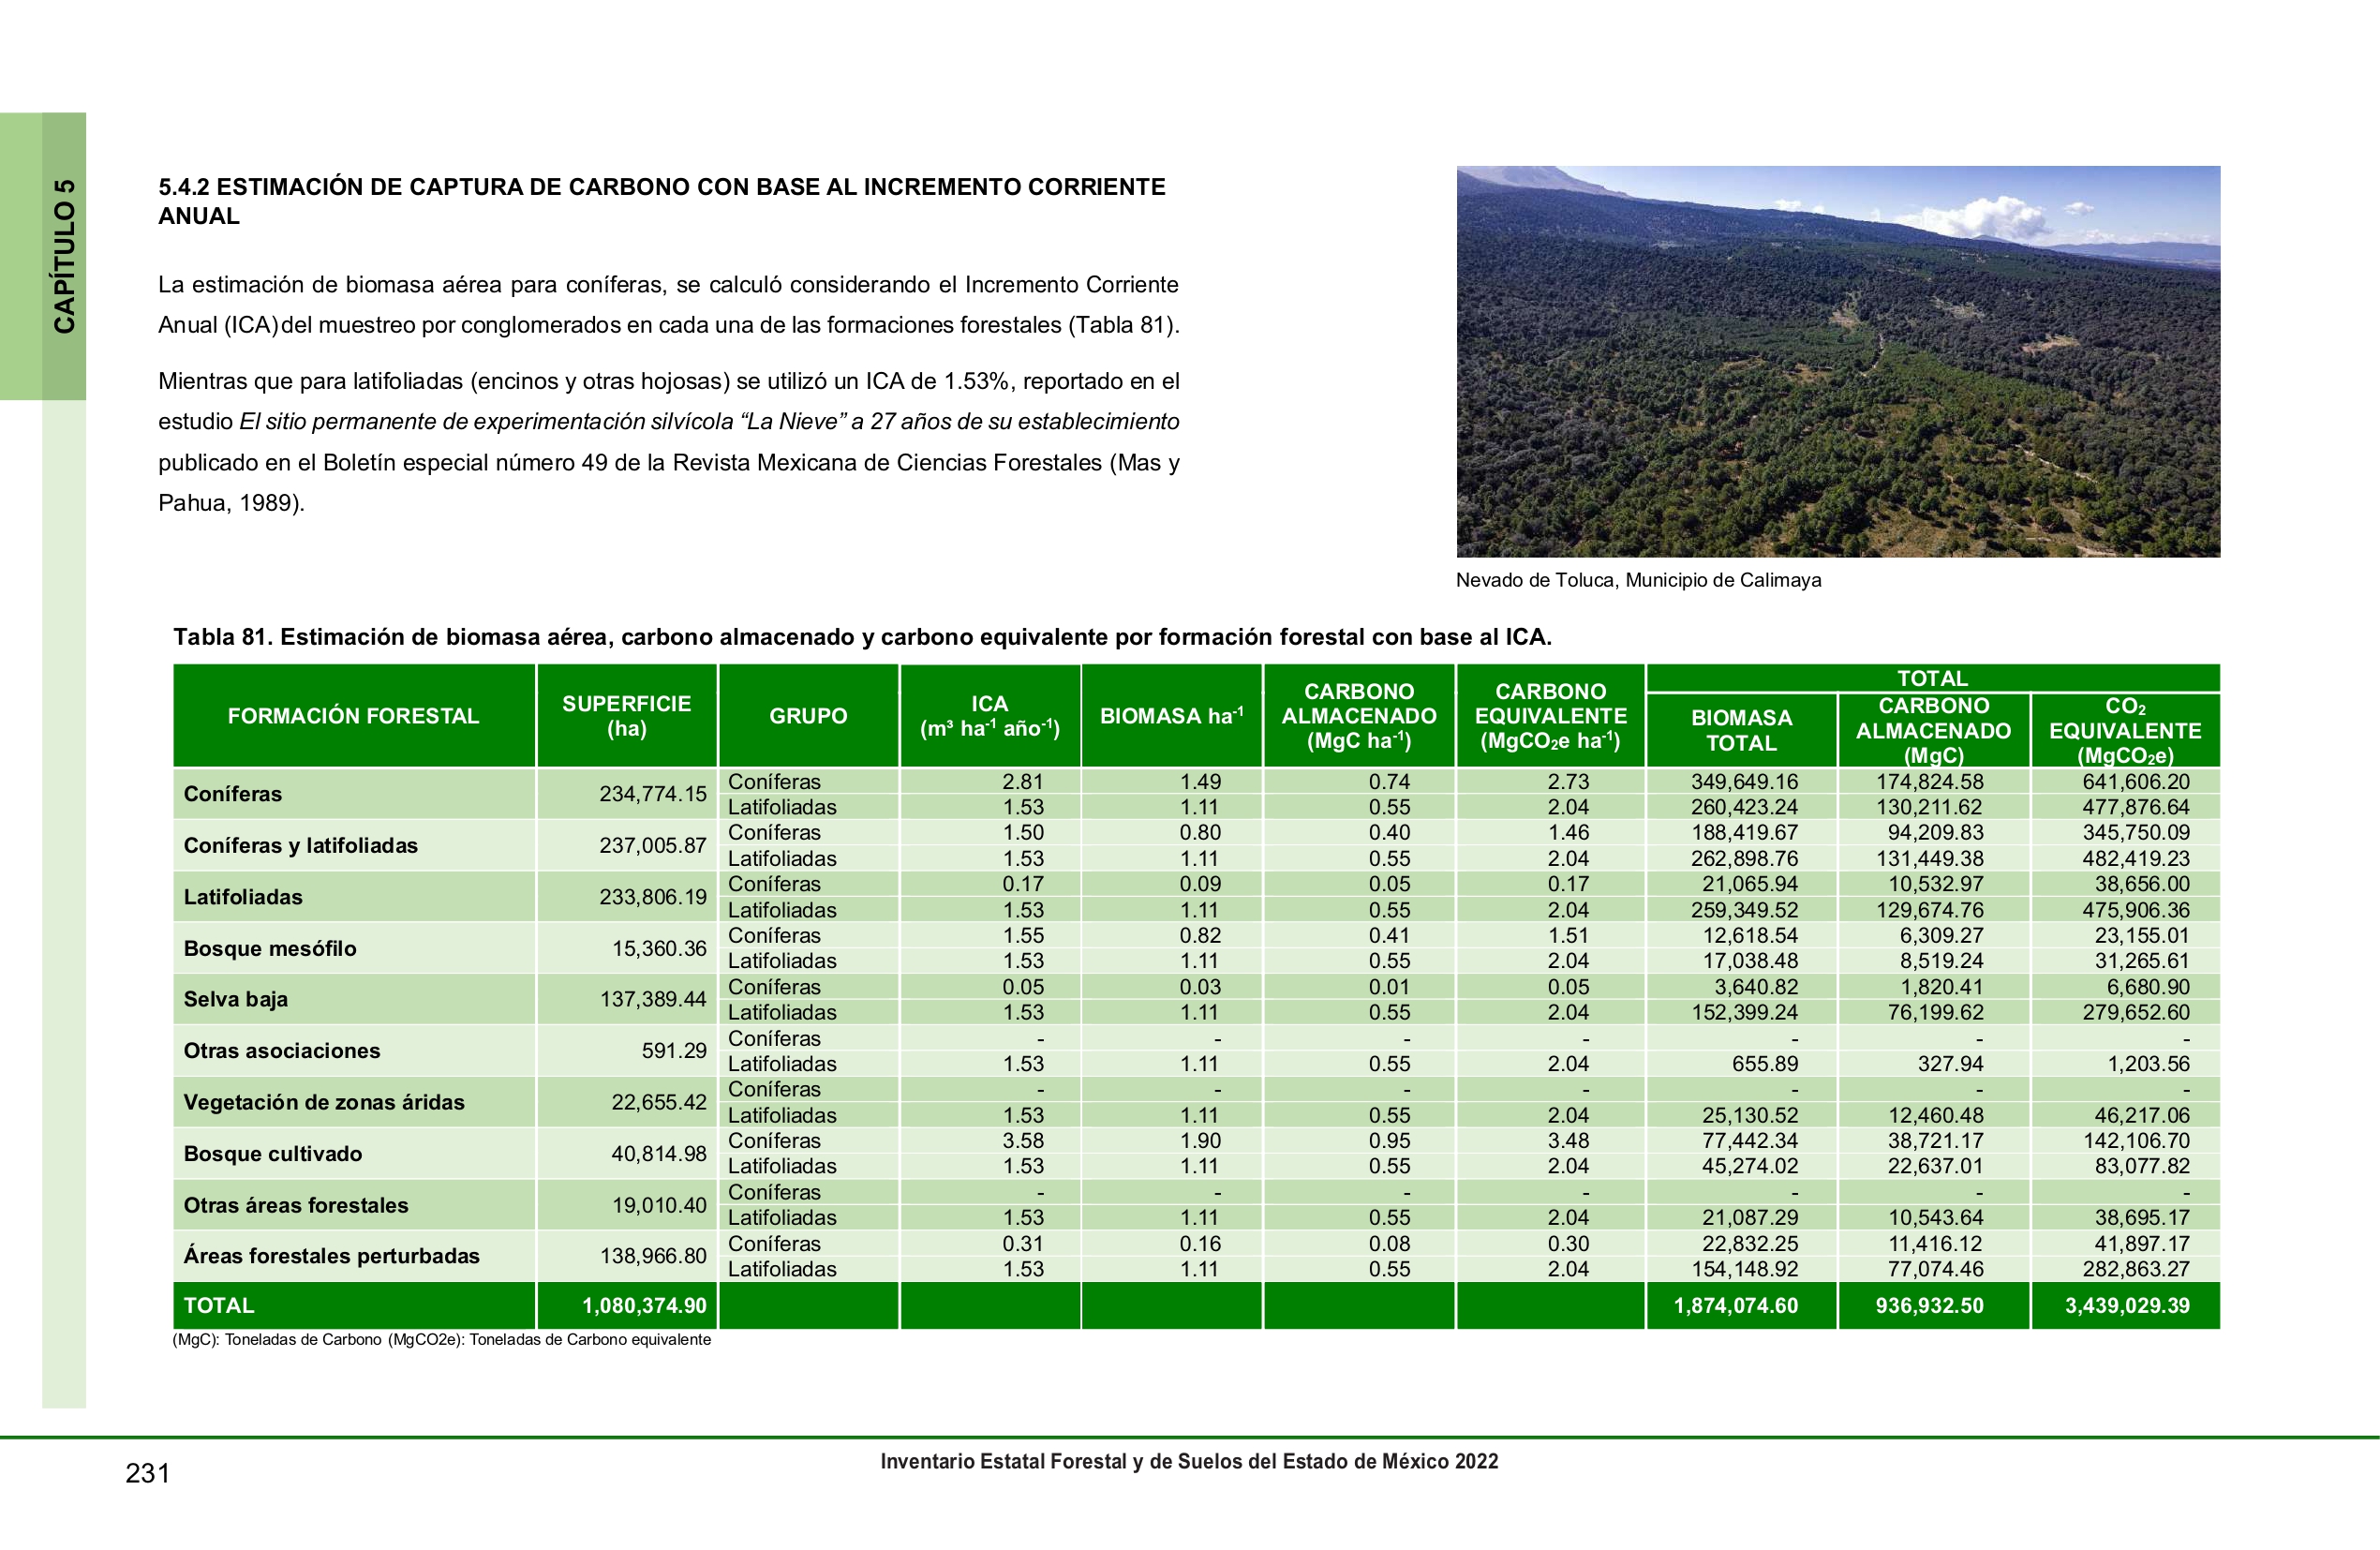 CAPÍTULO 5
5.4.2 ESTIMACIÓN DE CAPTURA DE CARBONO CON BASE AL INCREMENTO CORRIENTE
ANUAL
La estimación de biomasa aérea para coníferas, se calculó considerando el Incremento Corriente
Anual (ICA) del muestreo por conglomerados en cada una de las formaciones forestales (Tabla 81).
Mientras que para latifoliadas (encinos y otras hojosas) se utilizó un ICA de 1.53%, reportado en el
estudio El sitio permanente de experimentación silvícola “La Nieve” a 27 años de su establecimiento
publicado en el Boletín especial número 49 de la Revista Mexicana de Ciencias Forestales (Mas y
Pahua, 1989).
Nevado de Toluca, Municipio de Calimaya
Tabla 81. Estimación de biomasa aérea, carbono almacenado y carbono equivalente por formación forestal con base al ICA.
FORMACIÓN FORESTAL SUPERFICIE (ha) GRUPO ICA (m³ ha-1 año-1) BIOMASA ha-1 CARBONO ALMACENADO (MgC ha-1) CARBONO EQUIVALENTE (MgCO2e ha-1) TOTAL
BIOMASA TOTAL CARBONO ALMACENADO (MgC) CO2 EQUIVALENTE (MgCO2e)
Coníferas 234,774.15 Coníferas 2.81 1.49 0.74 2.73 349,649.16 174,824.58 641,606.20
Latifoliadas 1.53 1.11 0.55 2.04 260,423.24 130,211.62 477,876.64
Coníferas y latifoliadas 237,005.87 Coníferas 1.50 0.80 0.40 1.46 188,419.67 94,209.83 345,750.09
Latifoliadas 1.53 1.11 0.55 2.04 262,898.76 131,449.38 482,419.23
Latifoliadas 233,806.19 Coníferas 0.17 0.09 0.05 0.17 21,065.94 10,532.97 38,656.00
Latifoliadas 1.53 1.11 0.55 2.04 259,349.52 129,674.76 475,906.36
Bosque mesófilo 15,360.36 Coníferas 1.55 0.82 0.41 1.51 12,618.54 6,309.27 23,155.01
Latifoliadas 1.53 1.11 0.55 2.04 17,038.48 8,519.24 31,265.61
Selva baja 137,389.44 Coníferas 0.05 0.03 0.01 0.05 3,640.82 1,820.41 6,680.90
Latifoliadas 1.53 1.11 0.55 2.04 152,399.24 76,199.62 279,652.60
Otras asociaciones 591.29 Coníferas - - - - - - -
Latifoliadas 1.53 1.11 0.55 2.04 655.89 327.94 1,203.56
Vegetación de zonas áridas 22,655.42 Coníferas - - - - - - -
Latifoliadas 1.53 1.11 0.55 2.04 25,130.52 12,460.48 46,217.06
Bosque cultivado 40,814.98 Coníferas 3.58 1.90 0.95 3.48 77,442.34 38,721.17 142,106.70
Latifoliadas 1.53 1.11 0.55 2.04 45,274.02 22,637.01 83,077.82
Otras áreas forestales 19,010.40 Coníferas - - - - - - -
Latifoliadas 1.53 1.11 0.55 2.04 21,087.29 10,543.64 38,695.17
Áreas forestales perturbadas 138,966.80 Coníferas 0.31 0.16 0.08 0.30 22,832.25 11,416.12 41,897.17
Latifoliadas 1.53 1.11 0.55 2.04 154,148.92 77,074.46 282,863.27
TOTAL 1,080,374.90 1,874,074.60 936,932.50 3,439,029.39
(MgC): Toneladas de Carbono (MgCO2e): Toneladas de Carbono equivalente
Inventario Estatal Forestal y de Suelos del Estado de México 2022
231